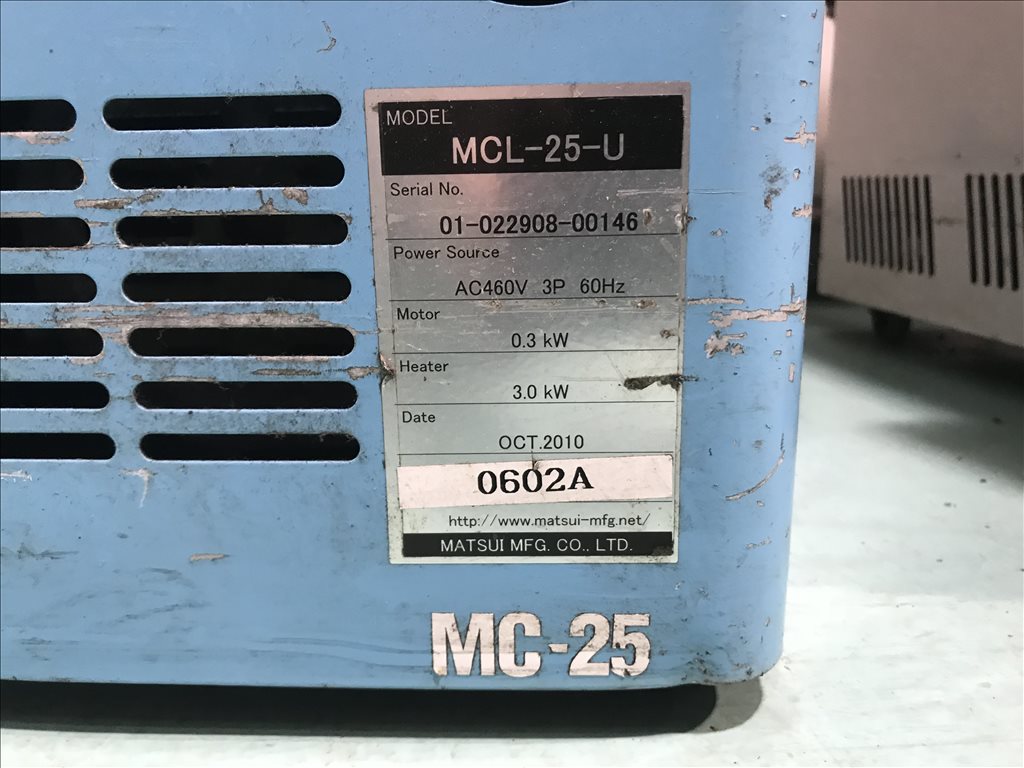 MODEL
MCL-25-U
Serial No.
01-022908-00146
Power Source
AC460V 3P 60Hz
Motor
0.3 kW
Heater
3.0 kW
Date
OCT.2010
0602A
http://www.matsui-mfg.net/
MATSUI MFG. CO., LTD.
MC-25